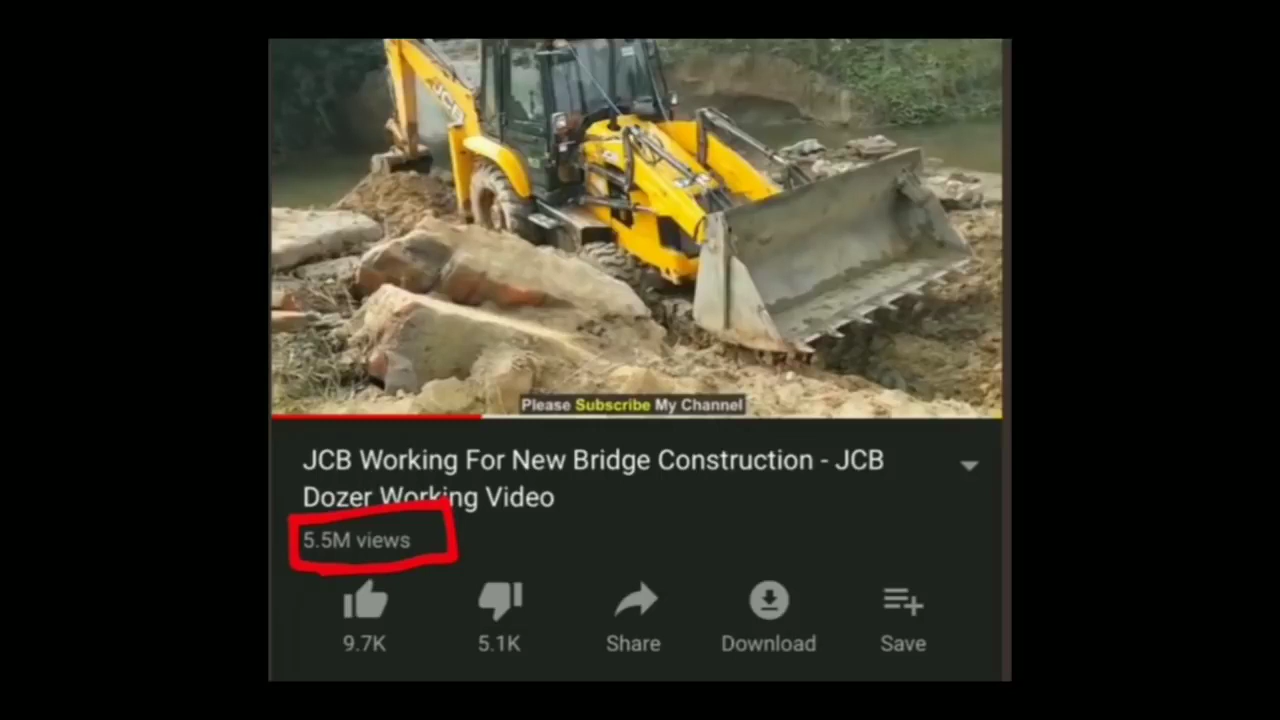 JCB
Please Subscribe My Channel
JCB Working For New Bridge Construction - JCB
Dozer Working Video
5.5M views
9.7K
5.1K
Share
Download
Save